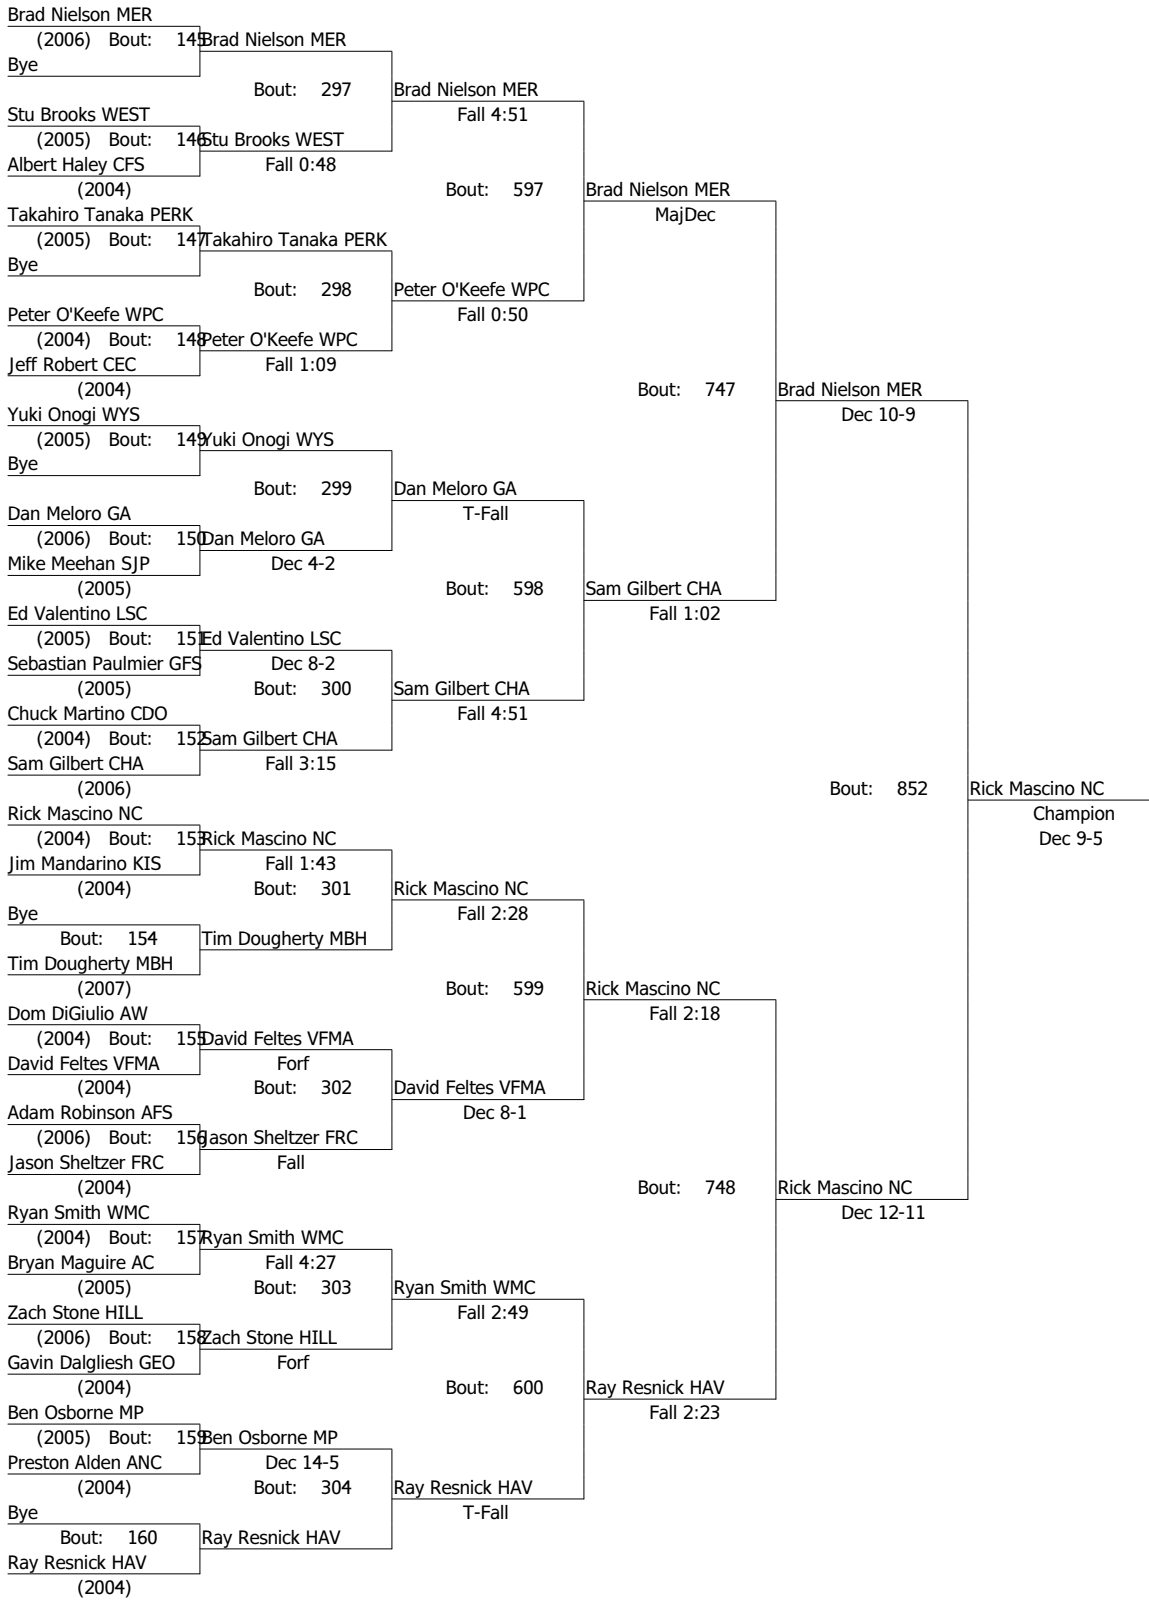 Brad Nielson MER
(2006) Bout: 145 Brad Nielson MER
Bye
Bout: 297 Brad Nielson MER
Stu Brooks WEST Fall 4:51
(2005) Bout: 146 Stu Brooks WEST
Albert Haley CFS Fall 0:48
(2004) Bout: 597 Brad Nielson MER
Takahiro Tanaka PERK MajDec
(2005) Bout: 147 Takahiro Tanaka PERK
Bye
Bout: 298 Peter O'Keefe WPC
Peter O'Keefe WPC Fall 0:50
(2004) Bout: 148 Peter O'Keefe WPC
Jeff Robert CEC Fall 1:09
(2004) Bout: 747 Brad Nielson MER
Yuki Onogi WYS Dec 10-9
(2005) Bout: 149 Yuki Onogi WYS
Bye
Bout: 299 Dan Meloro GA
Dan Meloro GA T-Fall
(2006) Bout: 150 Dan Meloro GA
Mike Meehan SJP Dec 4-2
(2005) Bout: 598 Sam Gilbert CHA
Ed Valentino LSC Fall 1:02
(2005) Bout: 151 Ed Valentino LSC
Sebastian Paulmier GFS Dec 8-2
(2005) Bout: 300 Sam Gilbert CHA
Chuck Martino CDO Fall 4:51
(2004) Bout: 152 Sam Gilbert CHA
Sam Gilbert CHA Fall 3:15
(2006) Bout: 852 Rick Mascino NC
Rick Mascino NC Champion
(2004) Bout: 153 Rick Mascino NC Dec 9-5
Jim Mandarino KIS Fall 1:43
(2004) Bout: 301 Rick Mascino NC
Bye Fall 2:28
Bout: 154 Tim Dougherty MBH
Tim Dougherty MBH
(2007) Bout: 599 Rick Mascino NC
Dom DiGiulio AW Fall 2:18
(2004) Bout: 155 David Feltes VFMA
David Feltes VFMA Forf
(2004) Bout: 302 David Feltes VFMA
Adam Robinson AFS Dec 8-1
(2006) Bout: 156 Jason Sheltzer FRC
Jason Sheltzer FRC Fall
(2004) Bout: 748 Rick Mascino NC
Ryan Smith WMC Dec 12-11
(2004) Bout: 157 Ryan Smith WMC
Bryan Maguire AC Fall 4:27
(2005) Bout: 303 Ryan Smith WMC
Zach Stone HILL Fall 2:49
(2006) Bout: 158 Zach Stone HILL
Gavin Dalgliesh GEO Forf
(2004) Bout: 600 Ray Resnick HAV
Ben Osborne MP Fall 2:23
(2005) Bout: 159 Ben Osborne MP
Preston Alden ANC Dec 14-5
(2004) Bout: 304 Ray Resnick HAV
Bye T-Fall
Bout: 160 Ray Resnick HAV
Ray Resnick HAV
(2004)